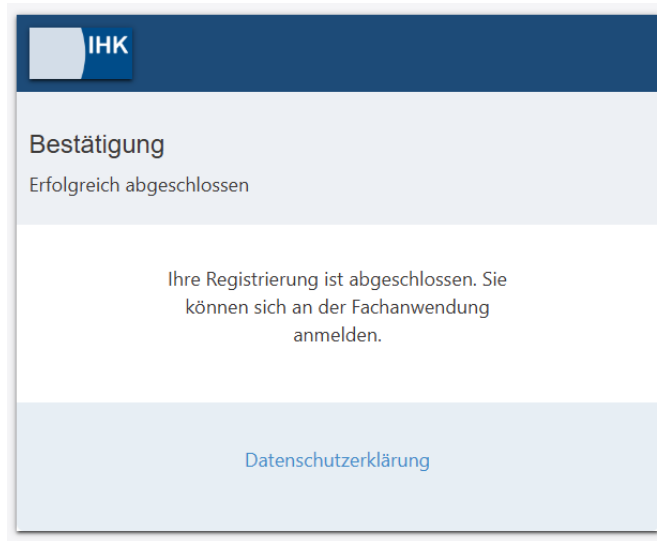 IHK
Bestätigung
Erfolgreich abgeschlossen
Ihre Registrierung ist abgeschlossen. Sie
können sich an der Fachanwendung
anmelden.
Datenschutzerklärung